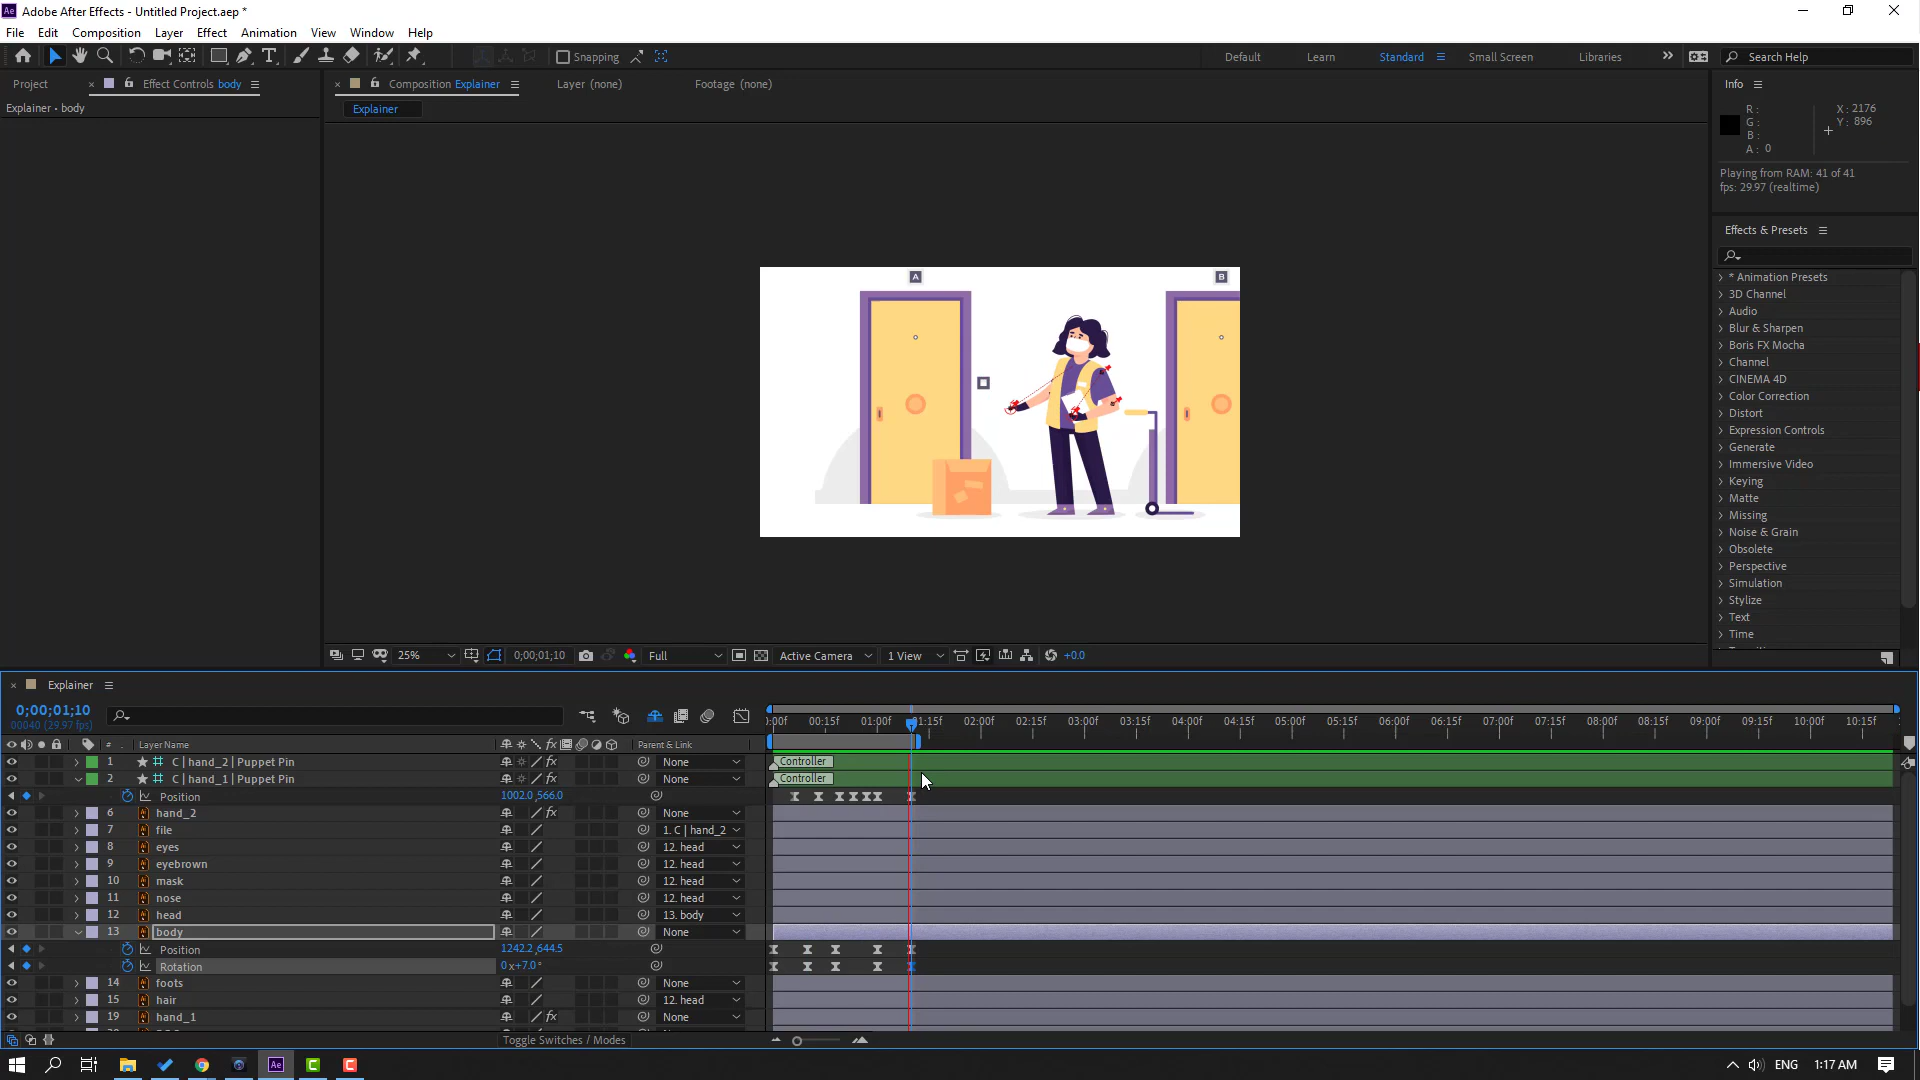 Adobe After Effects - Untitled Project.aep *
File Edit Composition Layer Effect Animation View Window Help
Snapping Default Learn Standard Small Screen Libraries Search Help
Project Effect Controls body Composition Explainer Layer (none) Footage (none) Info
Explainer • body Explainer
R :
G :
B :
A : 0
X : 2176
Y : 896
Playing from RAM: 41 of 41
fps: 29.97 (realtime)
Effects & Presets
* Animation Presets
3D Channel
Audio
Blur & Sharpen
Boris FX Mocha
Channel
CINEMA 4D
Color Correction
Distort
Expression Controls
Generate
Immersive Video
Keying
Matte
Missing
Noise & Grain
Obsolete
Perspective
Simulation
Stylize
Text
Time
A B
25% 0;00;01;10 Full Active Camera 1 View +0.0
Explainer
0;00;01;10
00040 (29.97 fps)
:00f 00:15f 01:00f 01:15f 02:00f 02:15f 03:00f 03:15f 04:00f 04:15f 05:00f 05:15f 06:00f 06:15f 07:00f 07:15f 08:00f 08:15f 09:00f 09:15f 10:00f 10:15f
# Layer Name fx Parent & Link
1 C | hand_2 | Puppet Pin fx None Controller
2 C | hand_1 | Puppet Pin fx None Controller
Position 1002.0,566.0
6 hand_2 fx None
7 file 1. C | hand_2
8 eyes 12. head
9 eyebrown 12. head
10 mask 12. head
11 nose 12. head
12 head 13. body
13 body None
Position 1242.2,644.5
Rotation 0x+7.0°
14 foots None
15 hair 12. head
19 hand_1 fx None
Toggle Switches / Modes
Ae ENG 1:17 AM